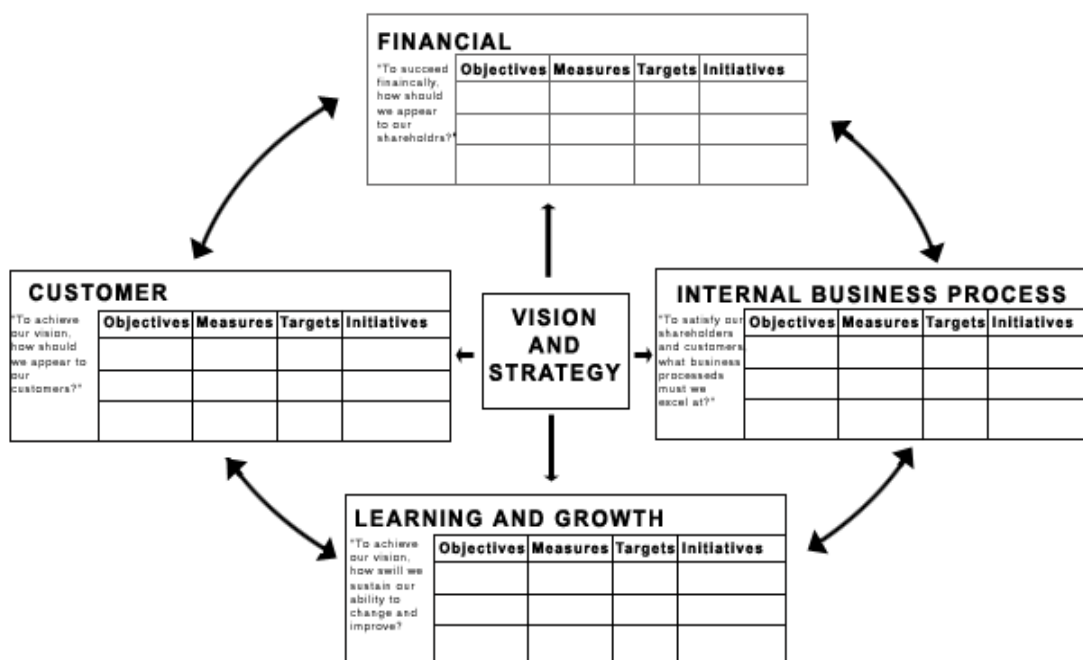 FINANCIAL
"To succeed
finaincally,
how should
we appear
to our
shareholdrs?"
Objectives Measures Targets Initiatives
CUSTOMER
"To achieve
our vision,
how should
we appear to
our
customers?"
Objectives Measures Targets Initiatives
VISION
AND
STRATEGY
INTERNAL BUSINESS PROCESS
"To satisfy our
shareholders
and customers,
what business
processeds
must we
excel at?"
Objectives Measures Targets Initiatives
LEARNING AND GROWTH
"To achieve
our vision,
how swill we
sustain our
ability to
change and
improve?
Objectives Measures Targets Initiatives